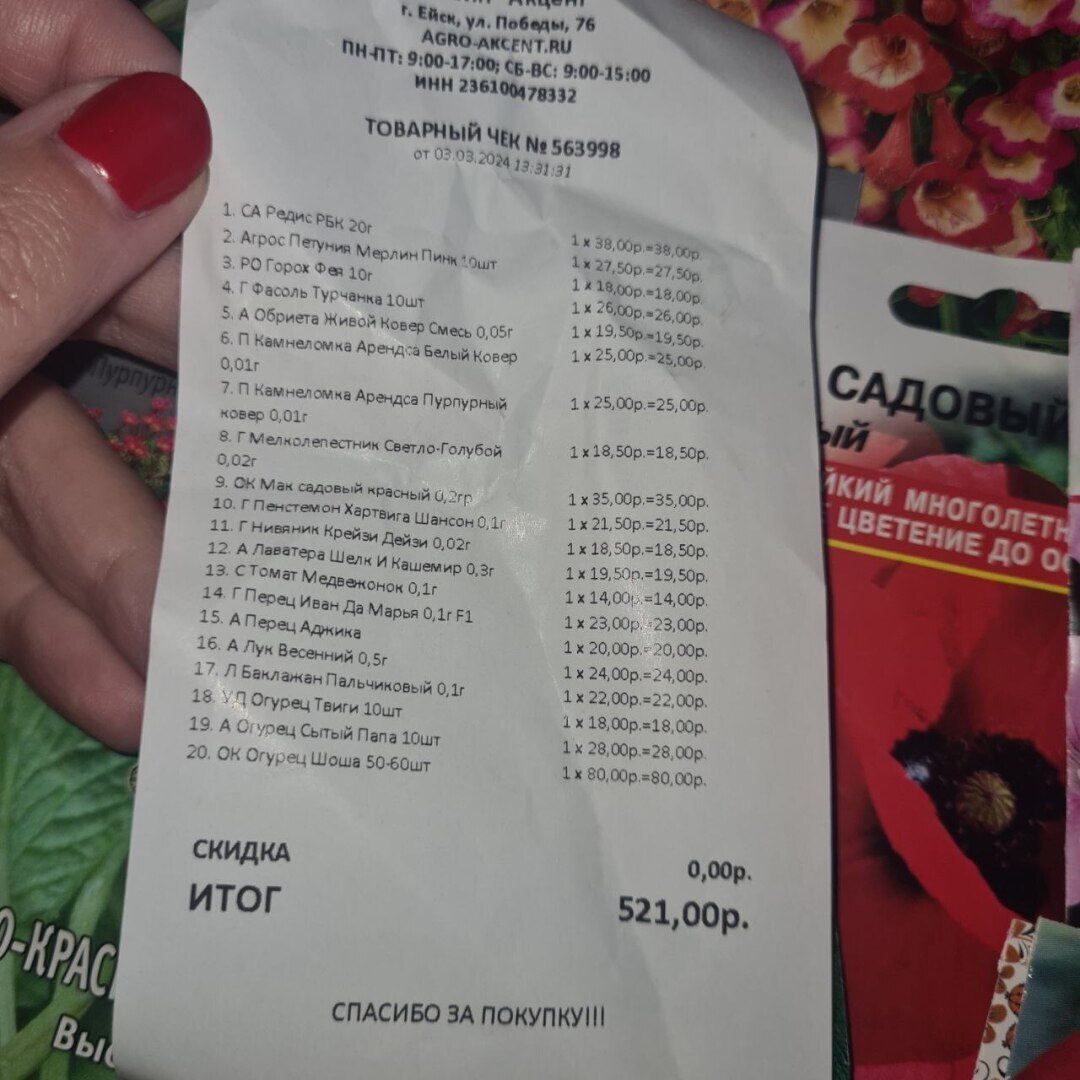 Акцент
г. Ейск, ул. Победы, 76
AGRO-AKCENT.RU
ПН-ПТ: 9:00-17:00; СБ-ВС: 9:00-15:00
ИНН 236100478332
ТОВАРНЫЙ ЧЕК № 563998
от 03.03.2024 13:31:31
1. СА Редис РБК 20г 1 x 38,00р.=38,00р.
2. Агрос Петуния Мерлин Пинк 10шт 1 x 27,50р.=27,50р.
3. РО Горох Фея 10г 1 x 18,00р.=18,00р.
4. Г Фасоль Турчанка 10шт 1 x 26,00р.=26,00р.
5. А Обриета Живой Ковер Смесь 0,05г 1 x 19,50р.=19,50р.
6. П Камнеломка Арендса Белый Ковер 1 x 25,00р.=25,00р.
0,01г
7. П Камнеломка Арендса Пурпурный 1 x 25,00р.=25,00р.
ковер 0,01г
8. Г Мелколепестник Светло-Голубой 1 x 18,50р.=18,50р.
0,02г
9. ОК Мак садовый красный 0,2гр 1 x 35,00р.=35,00р.
10. Г Пенстемон Хартвига Шансон 0,1г 1 x 21,50р.=21,50р.
11. Г Нивяник Крейзи Дейзи 0,02г 1 x 18,50р.=18,50р.
12. А Лаватера Шелк И Кашемир 0,3г 1 x 19,50р.=19,50р.
13. С Томат Медвежонок 0,1г 1 x 14,00р.=14,00р.
14. Г Перец Иван Да Марья 0,1г F1 1 x 23,00р.=23,00р.
15. А Перец Аджика 1 x 20,00р.=20,00р.
16. А Лук Весенний 0,5г 1 x 24,00р.=24,00р.
17. Л Баклажан Пальчиковый 0,1г 1 x 22,00р.=22,00р.
18. УД Огурец Твиги 10шт 1 x 18,00р.=18,00р.
19. А Огурец Сытый Папа 10шт 1 x 28,00р.=28,00р.
20. ОК Огурец Шоша 50-60шт 1 x 80,00р.=80,00р.
СКИДКА 0,00р.
ИТОГ 521,00р.
СПАСИБО ЗА ПОКУПКУ!!!
САДОВЫЙ
ЫЙ
ЙКИЙ МНОГОЛЕТН
ЦВЕТЕНИЕ ДО ОС
Пурпурн
О-КРАС
Выс